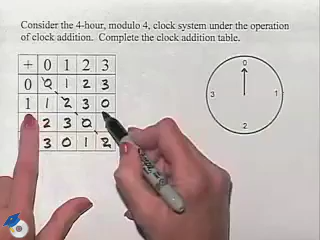 Consider the 4-hour, modulo 4, clock system under the operation
of clock addition. Complete the clock addition table.
+ 0 1 2 3
0 0 1 2 3
1 1 2 3 0
2 3 0
3 0 1 2
0
3 1
2